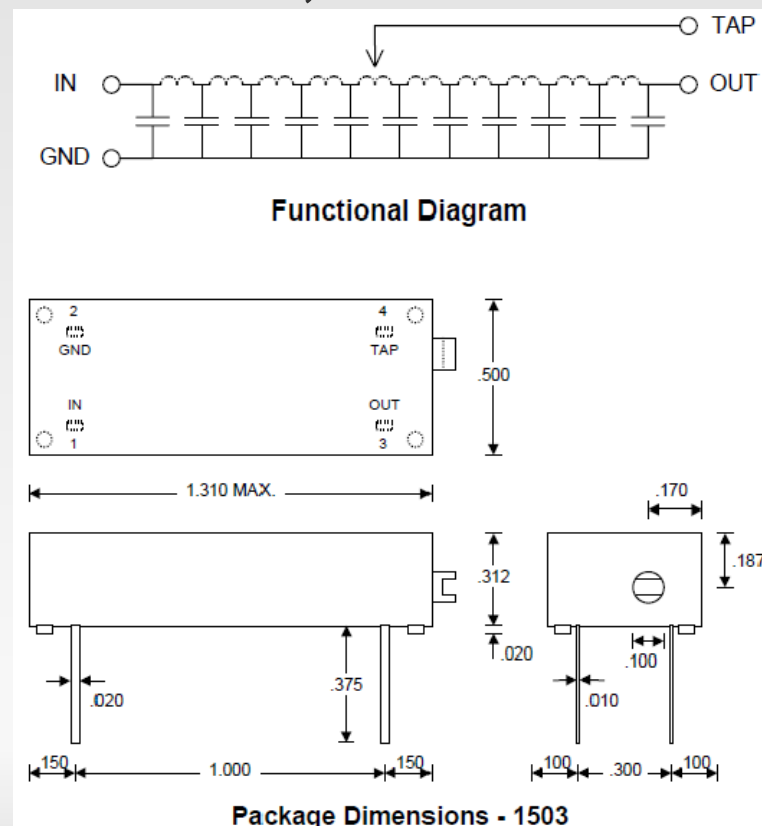 TAP
IN
OUT
GND
Functional Diagram
2
4
GND
TAP
.500
IN
OUT
1
3
1.310 MAX.
.170
.312
.187
.020
.100
.020
.375
.010
.150
1.000
.150
.100
.300
.100
Package Dimensions - 1503